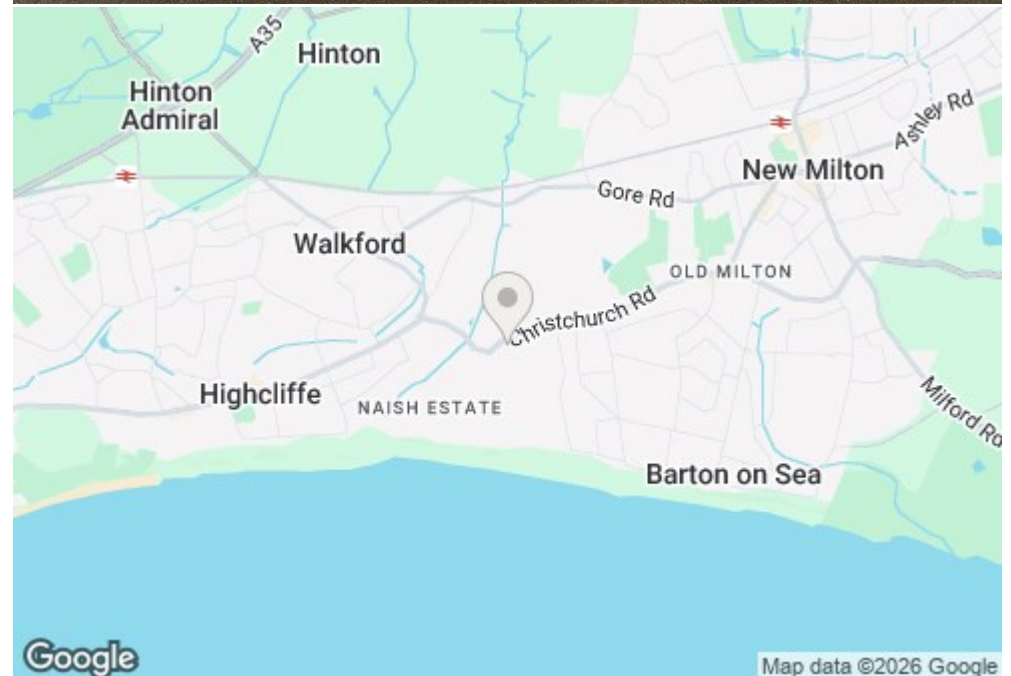 A35
Hinton
Hinton
Admiral
Ashley Rd
New Milton
Gore Rd
Walkford
OLD MILTON
Christchurch Rd
Highcliffe
NAISH ESTATE
Milford Rd
Barton on Sea
Google
Map data ©2026 Google